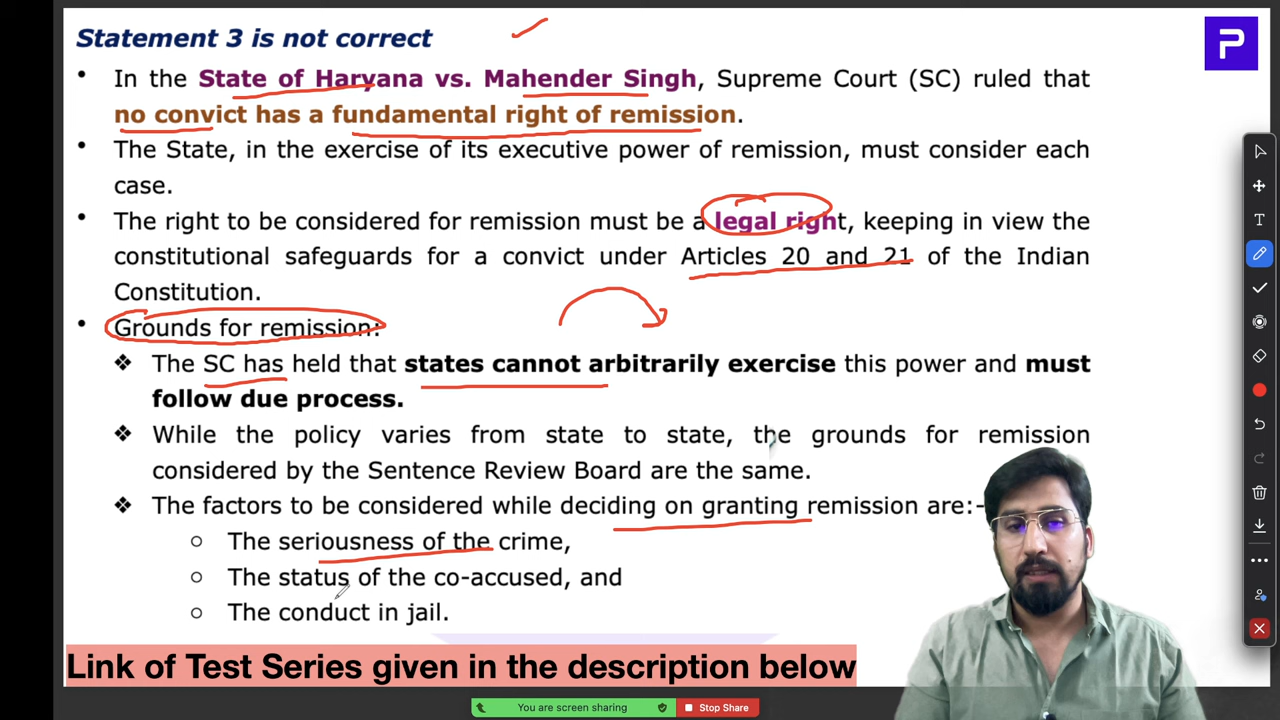 Statement 3 is not correct
• In the State of Haryana vs. Mahender Singh, Supreme Court (SC) ruled that
no convict has a fundamental right of remission.
• The State, in the exercise of its executive power of remission, must consider each
case.
• The right to be considered for remission must be a legal right, keeping in view the
constitutional safeguards for a convict under Articles 20 and 21 of the Indian
Constitution.
• Grounds for remission:
❖ The SC has held that states cannot arbitrarily exercise this power and must
follow due process.
❖ While the policy varies from state to state, the grounds for remission
considered by the Sentence Review Board are the same.
❖ The factors to be considered while deciding on granting remission are:-
○ The seriousness of the crime,
○ The status of the co-accused, and
○ The conduct in jail.
Link of Test Series given in the description below
You are screen sharing Stop Share